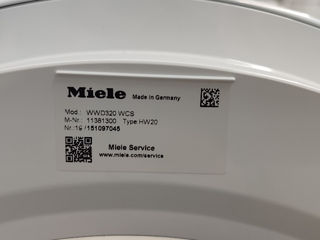 Miele Made in Germany
Mod.: WWD320 WCS
M-Nr.: 11381300 Type:HW20
Nr.:19 /151097045
Miele Service
www.miele.com/service